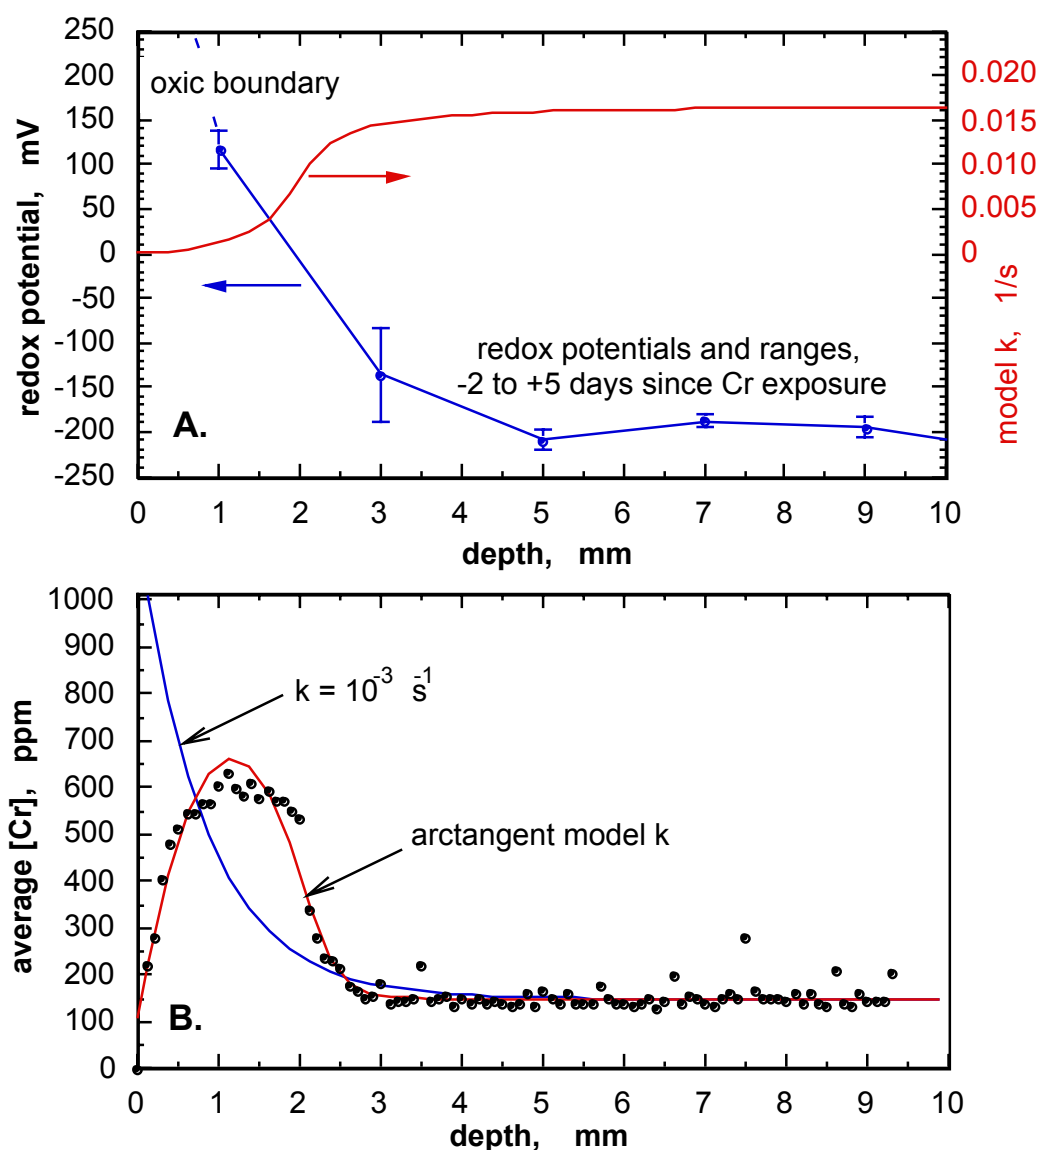 250
200
150
100
50
0
-50
-100
-150
-200
-250
redox potential, mV
oxic boundary
0.020
0.015
0.010
0.005
0
model k, 1/s
redox potentials and ranges,
-2 to +5 days since Cr exposure
A.
0 1 2 3 4 5 6 7 8 9 10
depth, mm
1000
900
800
700
600
500
400
300
200
100
0
average [Cr], ppm
k = 10-3 s-1
arctangent model k
B.
0 1 2 3 4 5 6 7 8 9 10
depth, mm